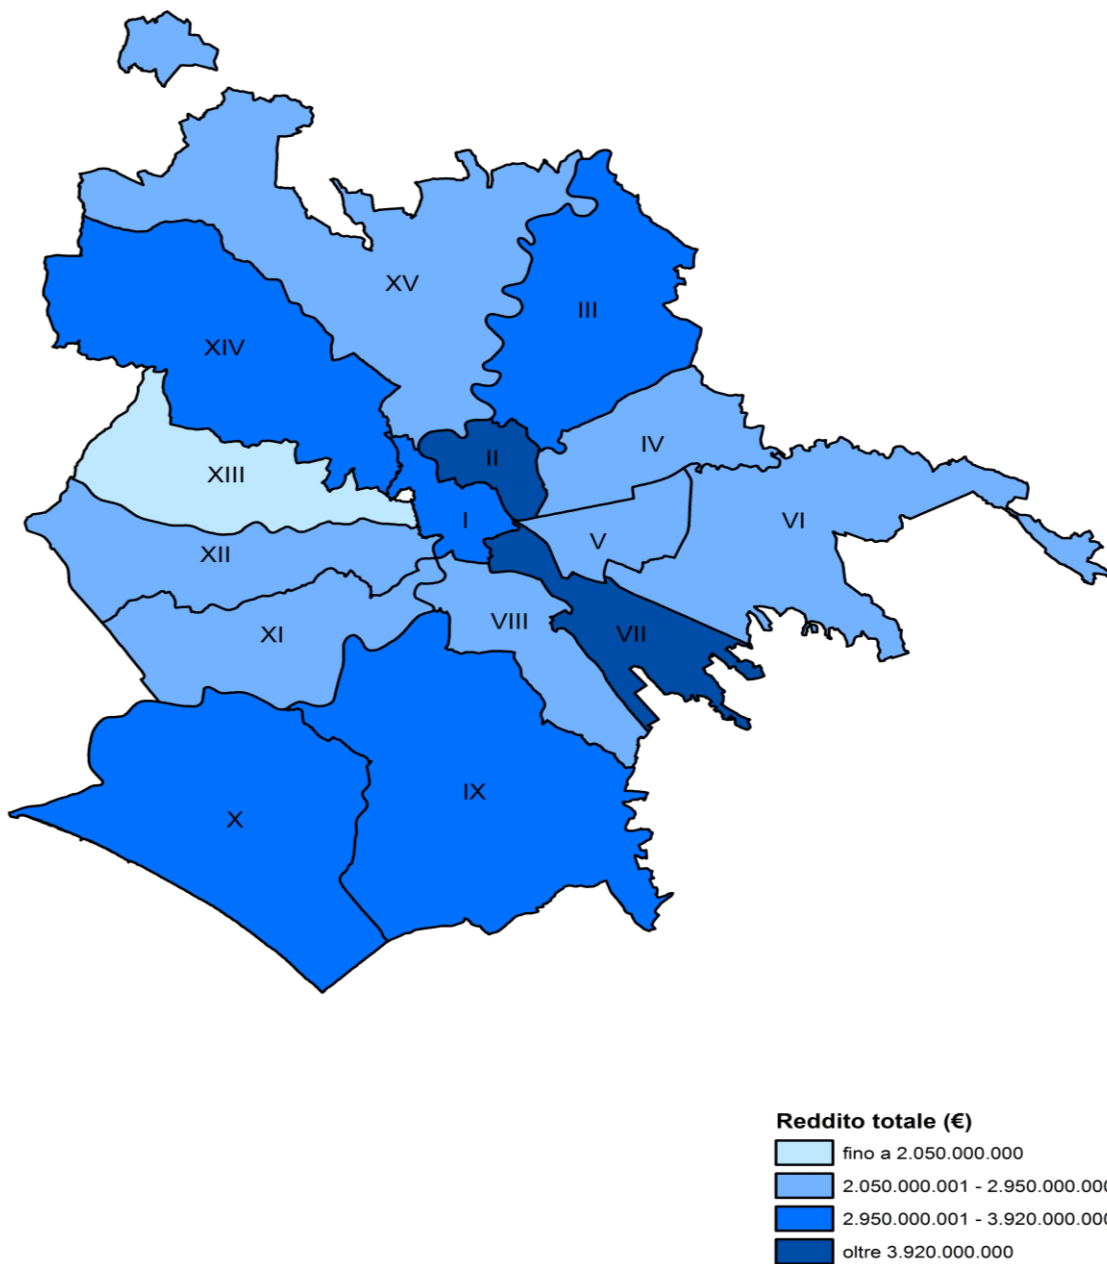 XV
III
XIV
IV
II
XIII
VI
I
V
XII
VIII
XI
VII
IX
X
Reddito totale (€)
fino a 2.050.000.000
2.050.000.001 - 2.950.000.000
2.950.000.001 - 3.920.000.000
oltre 3.920.000.000